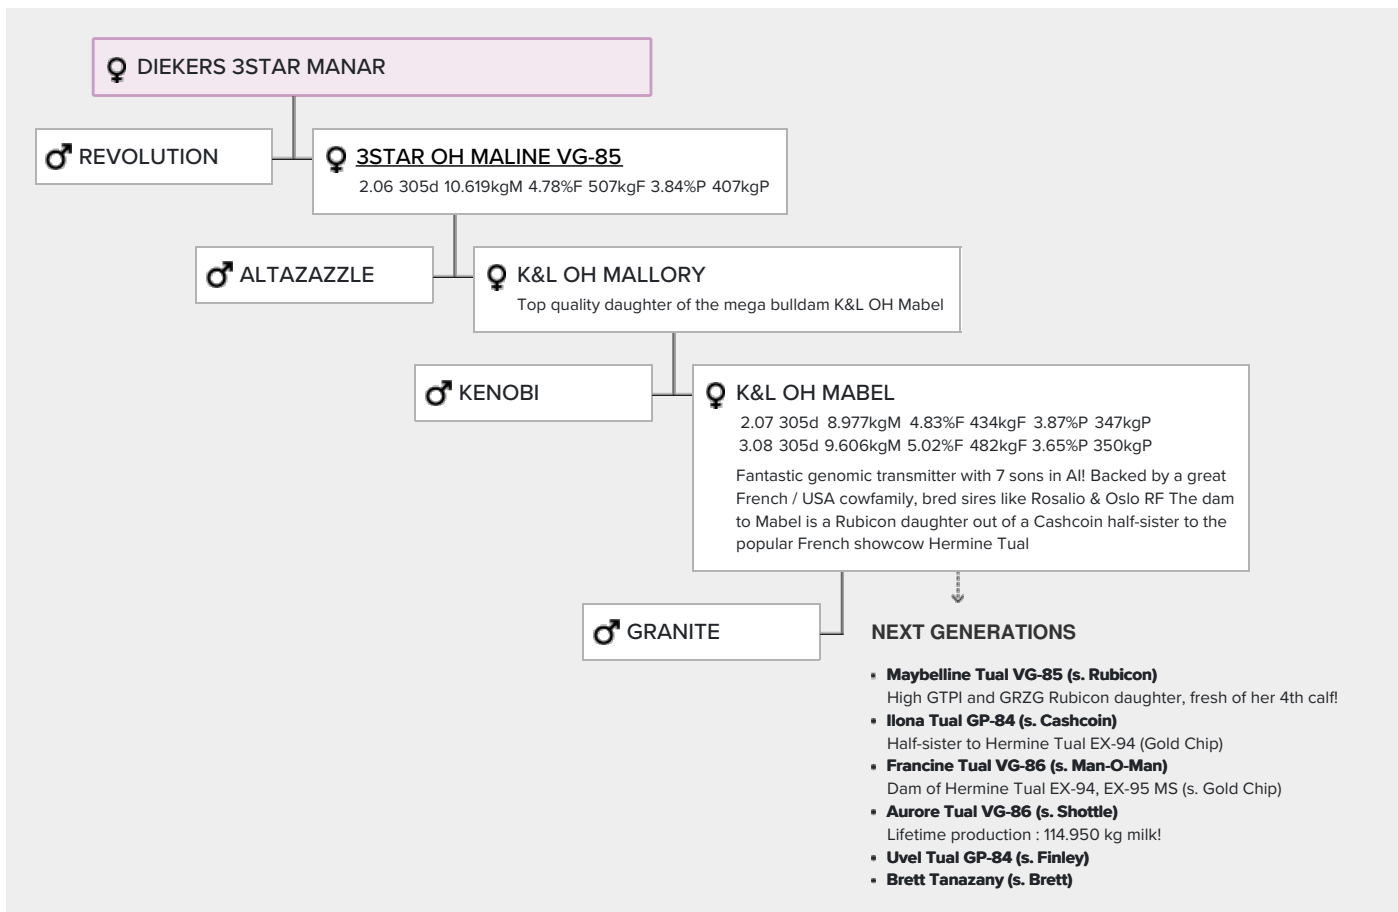 DIEKERS 3STAR MANAR
REVOLUTION
3STAR OH MALINE VG-85
2.06 305d 10.619kgM 4.78%F 507kgF 3.84%P 407kgP
ALTAZAZZLE
K&L OH MALLORY
Top quality daughter of the mega bulldam K&L OH Mabel
KENOBI
K&L OH MABEL
2.07 305d 8.977kgM 4.83%F 434kgF 3.87%P 347kgP
3.08 305d 9.606kgM 5.02%F 482kgF 3.65%P 350kgP
Fantastic genomic transmitter with 7 sons in AI! Backed by a great
French / USA cowfamily, bred sires like Rosalio & Oslo RF The dam
to Mabel is a Rubicon daughter out of a Cashcoin half-sister to the
popular French showcow Hermine Tual
GRANITE
NEXT GENERATIONS
Maybelline Tual VG-85 (s. Rubicon)
High GTPI and GRZG Rubicon daughter, fresh of her 4th calf!
Ilona Tual GP-84 (s. Cashcoin)
Half-sister to Hermine Tual EX-94 (Gold Chip)
Francine Tual VG-86 (s. Man-O-Man)
Dam of Hermine Tual EX-94, EX-95 MS (s. Gold Chip)
Aurore Tual VG-86 (s. Shottle)
Lifetime production : 114.950 kg milk!
Uvel Tual GP-84 (s. Finley)
Brett Tanazany (s. Brett)